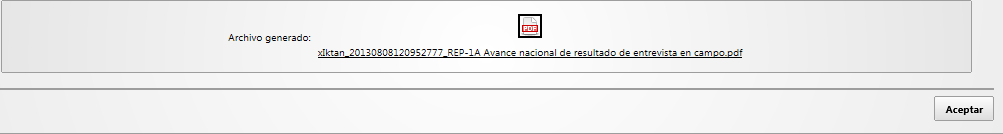 PDF
Archivo generado:
xIktan_20130808120952777_REP-1A Avance nacional de resultado de entrevista en campo.pdf
Aceptar